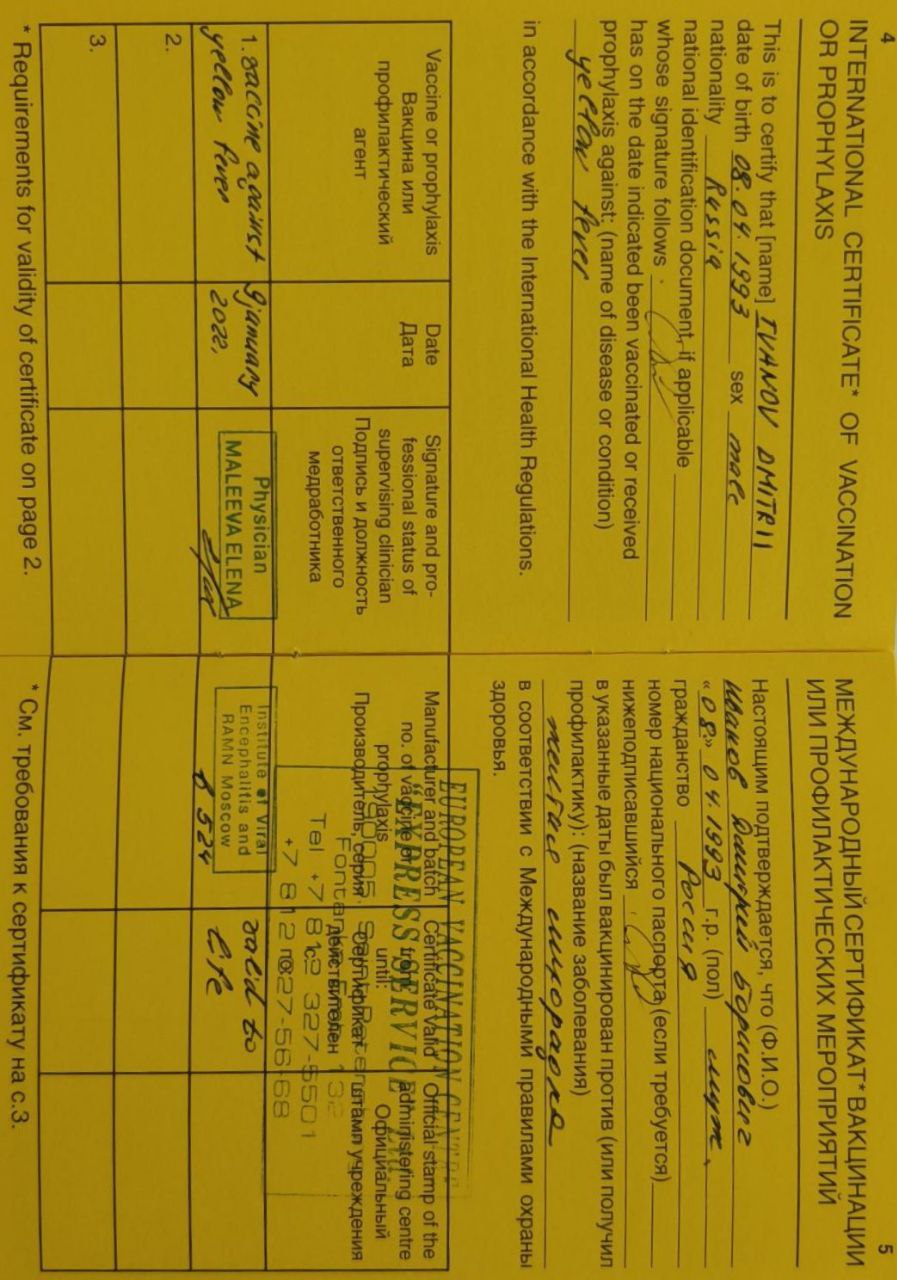 4
INTERNATIONAL CERTIFICATE* OF VACCINATION
OR PROPHYLAXIS
This is to certify that [name] IVANOV DMITRII
date of birth 08.04.1993 sex male
nationality Russia
national identification document, if applicable
whose signature follows
has on the date indicated been vaccinated or received
prophylaxis against: (name of disease or condition)
yellow fever
in accordance with the International Health Regulations.
Vaccine or prophylaxis
Вакцина или
профилактический
агент
Date
Дата
Signature and pro-
fessional status of
supervising clinician
Подпись и должность
ответственного
медработника
1. vaccine against
yellow fever
9 january
2022.
Physician
MALEEVA ELENA
2.
3.
* Requirements for validity of certificate on page 2.
5
МЕЖДУНАРОДНЫЙ СЕРТИФИКАТ* ВАКЦИНАЦИИ
ИЛИ ПРОФИЛАКТИЧЕСКИХ МЕРОПРИЯТИЙ
Настоящим подтверждается, что (Ф.И.О.)
Иванов Дмитрий Борисович
«08» 04.1993 г.р. (пол) муж.
гражданство Россия
номер национального паспорта (если требуется)
нижеподписавшийся
в указанные даты был вакцинирован против (или получил
профилактику): (название заболевания)
желтая лихорадка
в соответствии с Международными правилами охраны
здоровья.
Manufacturer and batch
no. of vaccine or
prophylaxis
Производитель, серия
Certificate Valid
from:
until:
Сертификат
действителен
с:
по:
Official stamp of the
administering centre
Официальный
штамп учреждения
EUROPEAN VACCINATION CENTRE
"EXPRESS SERVICE"
Fontanka
Tel +7 812 327-5501
+7 812 027-5668
Institute of Viral
Encephalitis and
RAMN Moscow
524
valid to
life
* См. требования к сертификату на с.3.